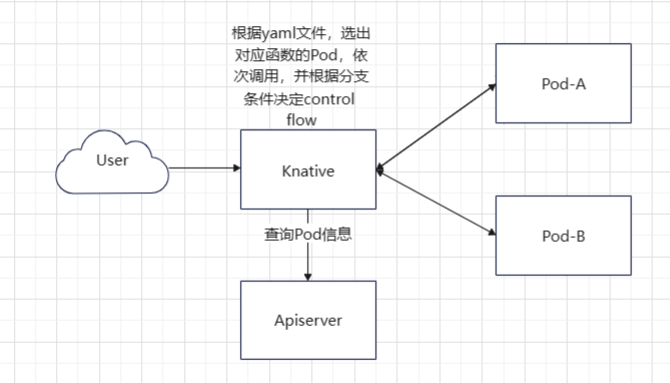 根据yaml文件，选出
对应函数的Pod，依
次调用，并根据分支
条件决定control
flow
User
Knative
Pod-A
查询Pod信息
Pod-B
Apiserver